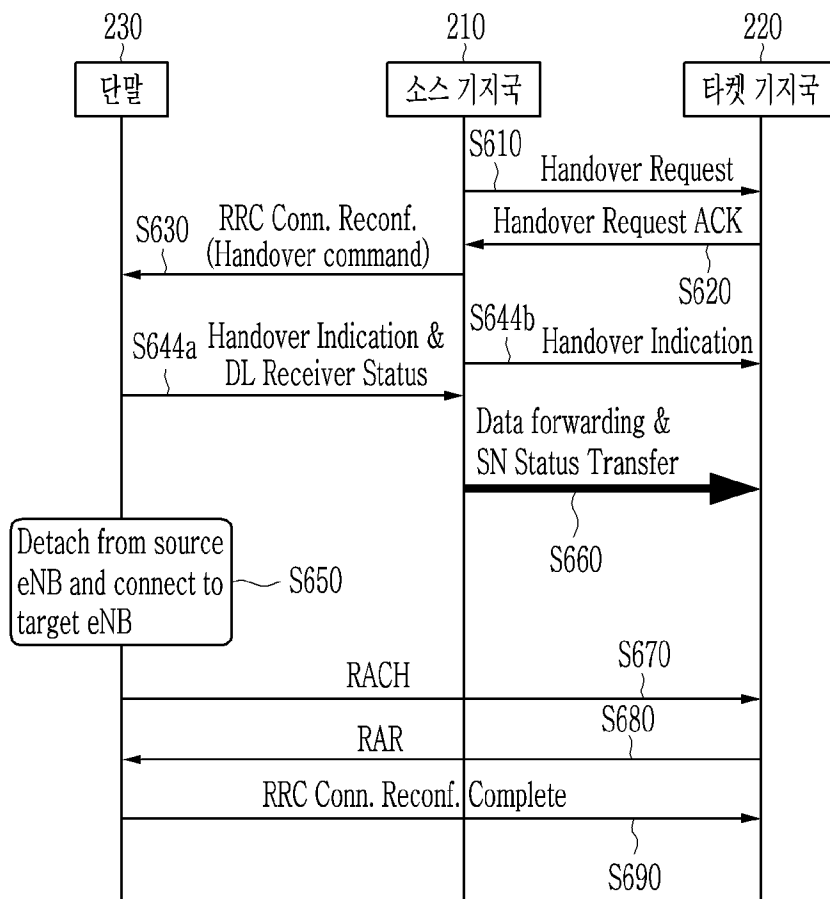 230
210
220
단말
소스 기지국
타켓 기지국
S610
Handover Request
RRC Conn. Reconf.
(Handover command)
S630
Handover Request ACK
S620
S644a
Handover Indication &
DL Receiver Status
S644b
Handover Indication
Data forwarding &
SN Status Transfer
S660
Detach from source
eNB and connect to
target eNB
S650
RACH
S670
RAR
S680
RRC Conn. Reconf. Complete
S690